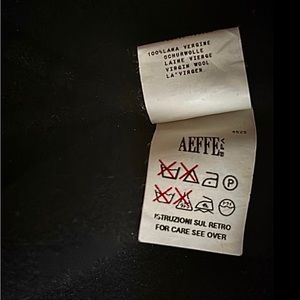 100%LANA VERGINE
SCHURWOLLE
LAINE VIERGE
VIRGIN WOOL
LA'VIRGEN
AEFFE
P
ISTRUZIONI SUL RETRO
FOR CARE SEE OVER